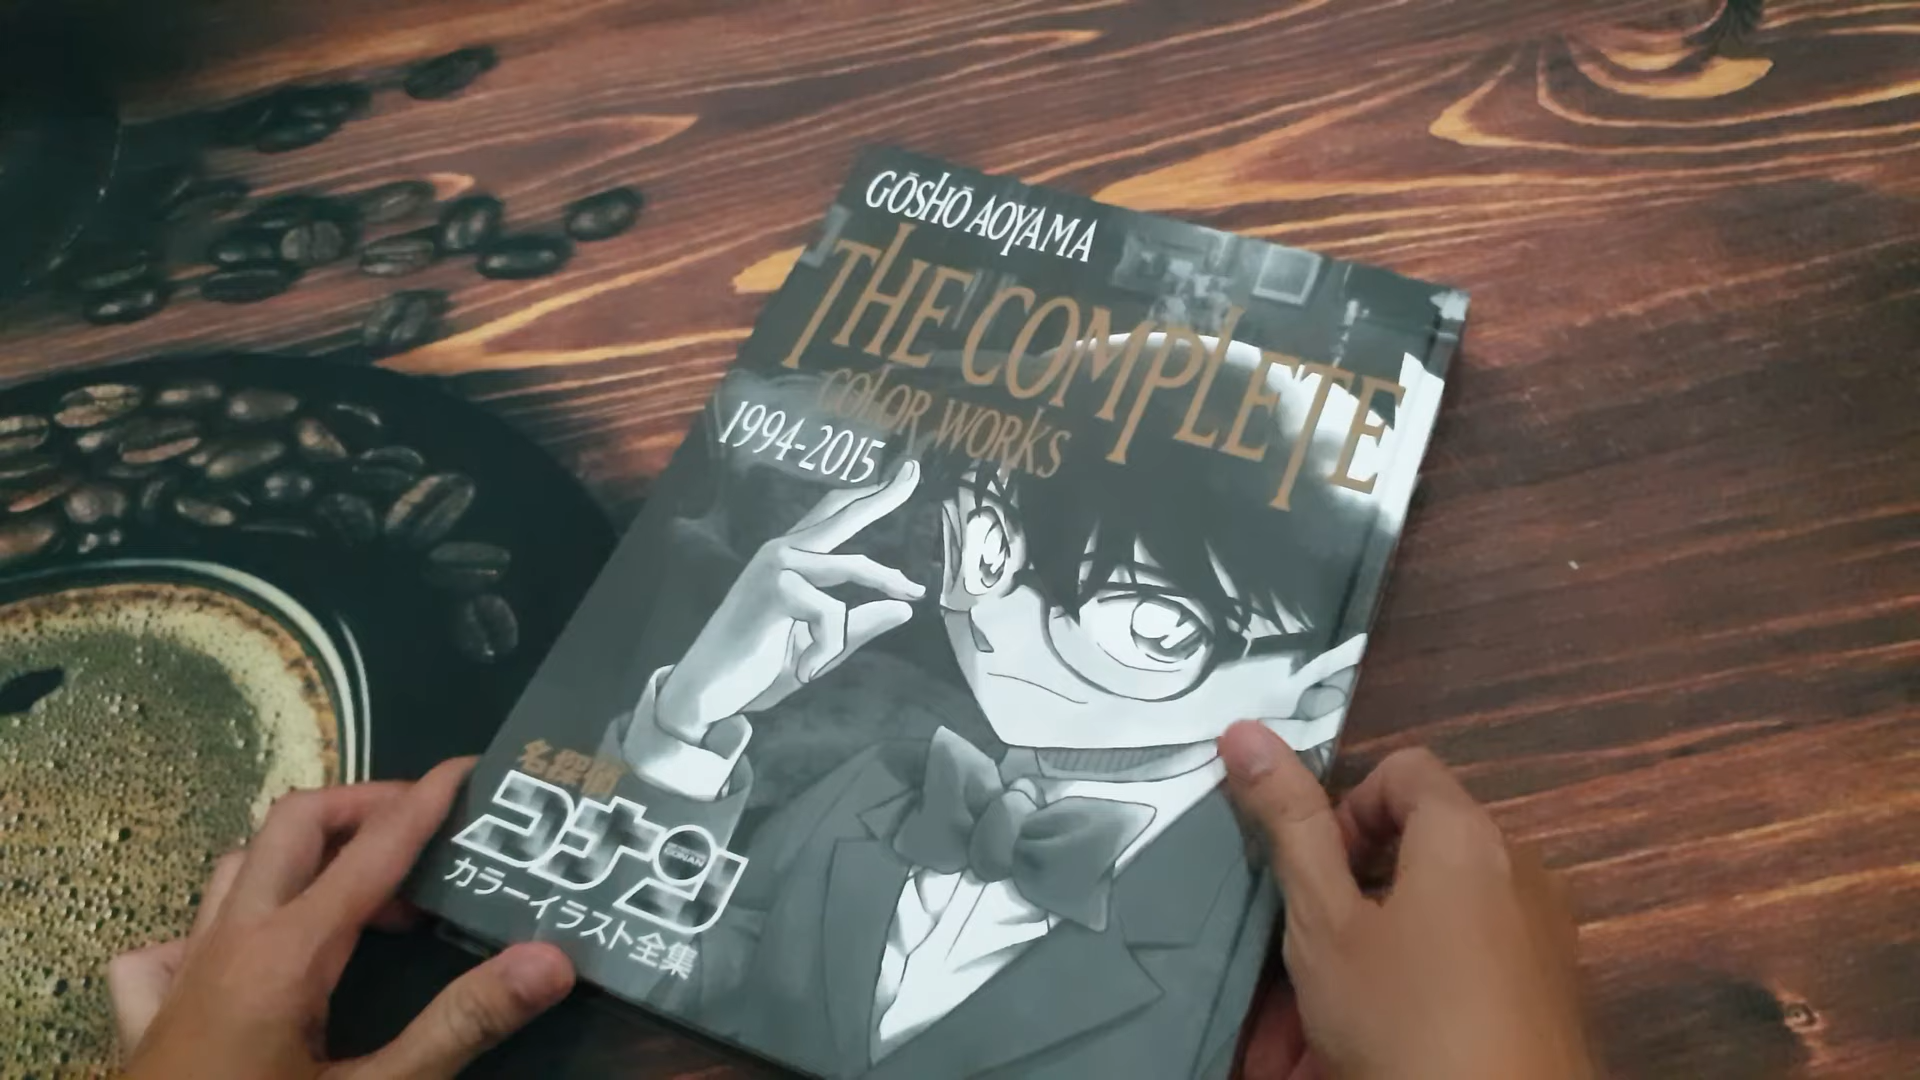 GŌSHŌ AOYAMA
THE COMPLETE
COLOR WORKS
1994-2015
名探偵
コナン
CONAN
カラーイラスト全集